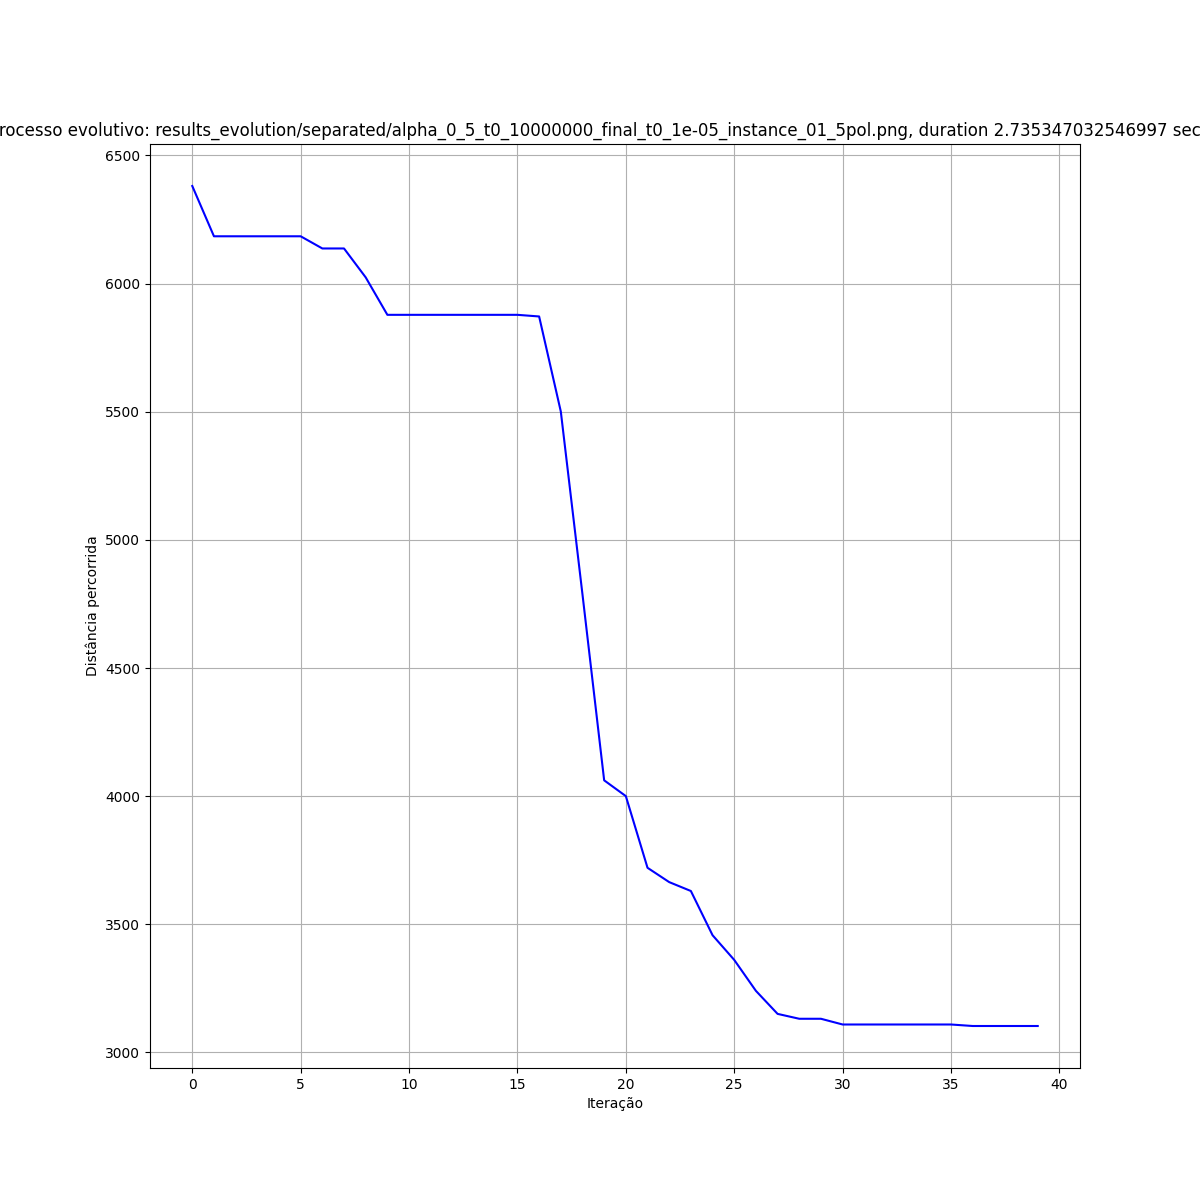 rocesso evolutivo: results_evolution/separated/alpha_0_5_t0_10000000_final_t0_1e-05_instance_01_5pol.png, duration 2.735347032546997 sec
6500
6000
5500
5000
4500
4000
3500
3000
Distância percorrida
0 5 10 15 20 25 30 35 40
Iteração